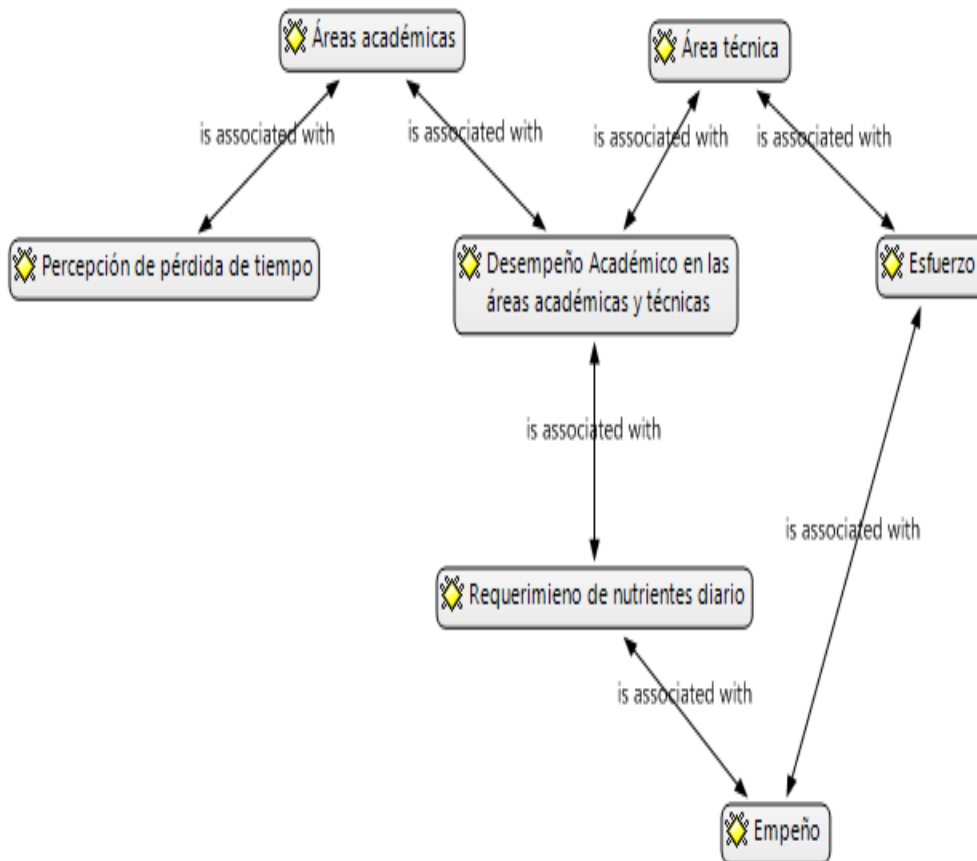 Áreas académicas
Área técnica
is associated with
is associated with
is associated with
is associated with
Percepción de pérdida de tiempo
Desempeño Académico en las
áreas académicas y técnicas
Esfuerzo
is associated with
is associated with
Requerimieno de nutrientes diario
is associated with
Empeño